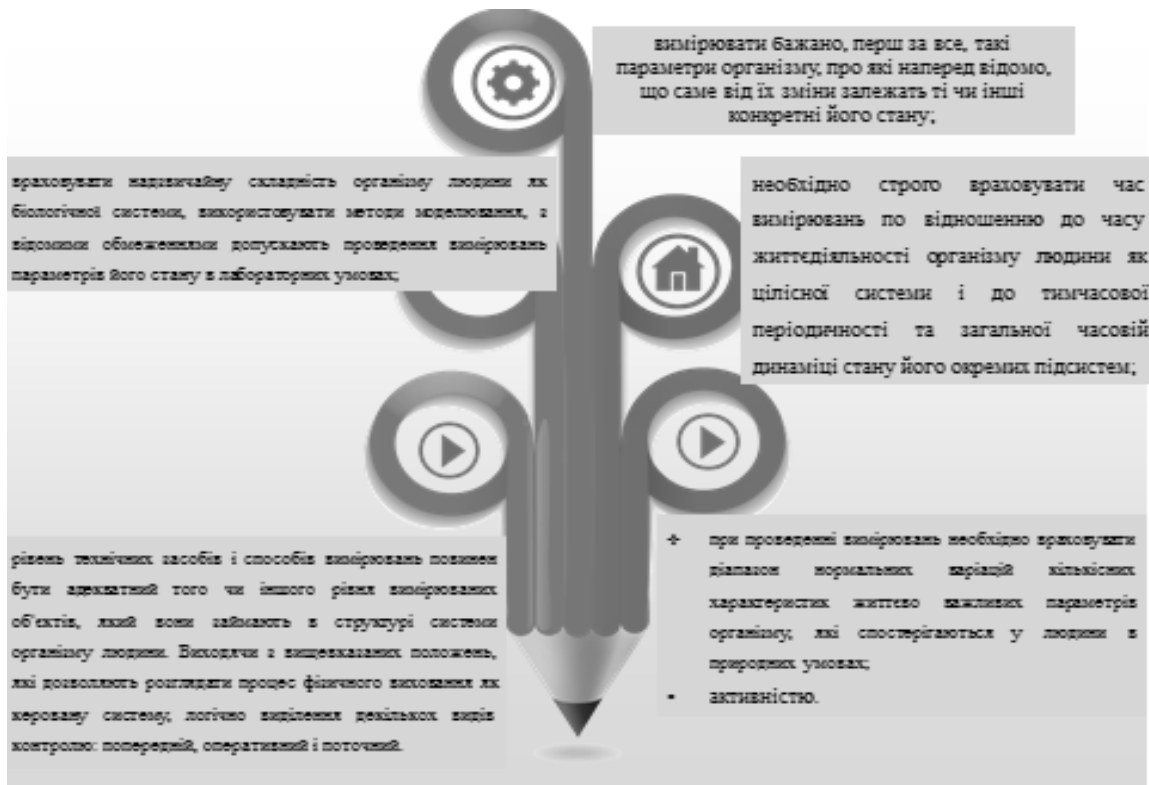 вимірювати бажано, перш за все, такі
параметри організму, про які наперед відомо,
що саме від їх зміни залежать ті чи інші
конкретні його стану;
враховувати надзвичайну складність організму людини як
біологічної системи, використовувати методи моделювання, з
відомими обмеженнями допускають проведення вимірювань
параметрів його стану в лабораторних умовах;
необхідно строго враховувати час
вимірювань по відношенню до часу
життєдіяльності організму людини як
цілісної системи і до тимчасової
періодичності та загальної часовій
динаміці стану його окремих підсистем;
рівень технічних засобів і способів вимірювань повинен
бути адекватний того чи іншого рівня вимірюваних
об'єктів, який вони займають в структурі системи
організму людини. Виходячи з вищевказаних положень,
які дозволяють розглядати процес фізичного виховання як
керовану систему, логічно виділення декількох видів
контролю: попередній, оперативний і поточний.
при проведенні вимірювань необхідно враховувати
діапазон нормальних варіацій кількісних
характеристик життєво важливих параметрів
організму, які спостерігаються у людини в
природних умовах;
▪ активністю.